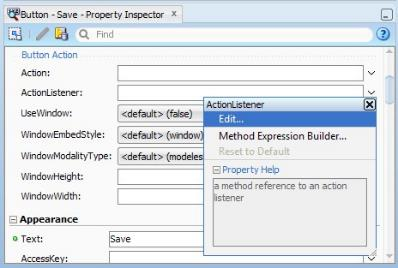 Button - Save - Property Inspector x
Find
Button Action
Action:
ActionListener:
UseWindow: <default> (false)
WindowEmbedStyle: <default> (window)
WindowModalityType: <default> (modeles
WindowHeight:
WindowWidth:
Appearance
Text: Save
AccessKey:
ActionListener
Edit...
Method Expression Builder...
Reset to Default
Property Help
a method reference to an action
listener